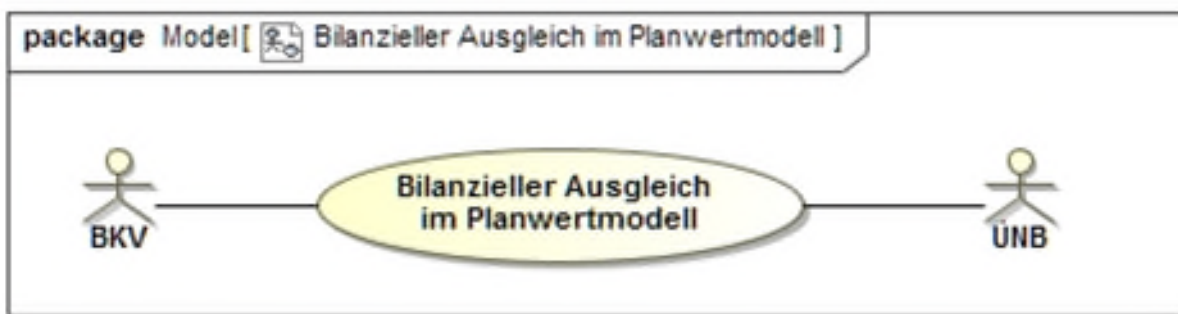 package Model[ Bilanzieller Ausgleich im Planwertmodell ]
Bilanzieller Ausgleich
im Planwertmodell
BKV
ÜNB